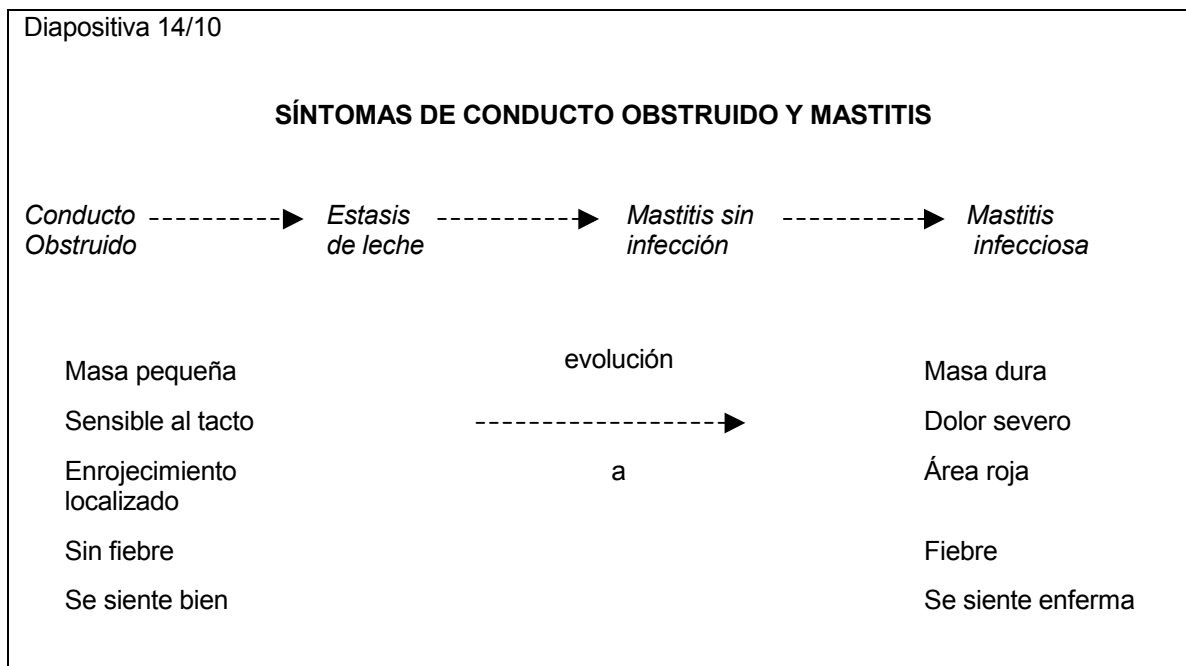 Diapositiva 14/10
SÍNTOMAS DE CONDUCTO OBSTRUIDO Y MASTITIS
Conducto Estasis Mastitis sin Mastitis
Obstruido de leche infección infecciosa
evolución
Masa pequeña Masa dura
Sensible al tacto Dolor severo
Enrojecimiento a Área roja
localizado
Sin fiebre Fiebre
Se siente bien Se siente enferma